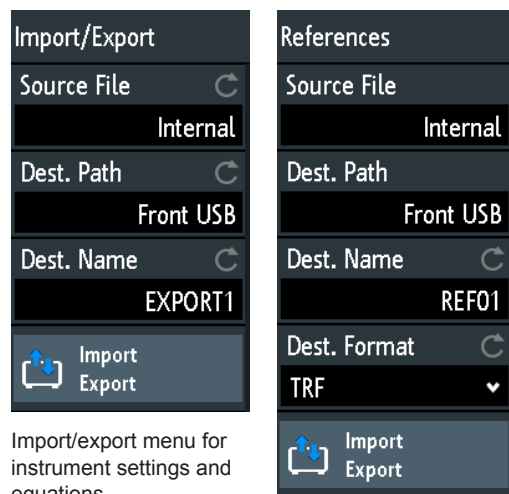 Import/Export
Source File
Internal
Dest. Path
Front USB
Dest. Name
EXPORT1
Import
Export
Import/export menu for
instrument settings and
equations
References
Source File
Internal
Dest. Path
Front USB
Dest. Name
REF01
Dest. Format
TRF
Import
Export